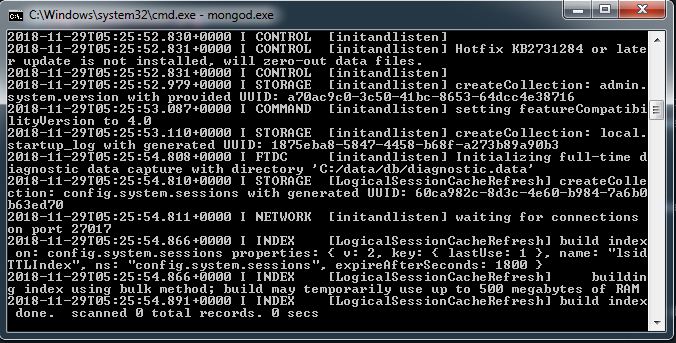 C:\Windows\system32\cmd.exe - mongod.exe
2018-11-29T05:25:52.830+0000 I CONTROL  [initandlisten]
2018-11-29T05:25:52.831+0000 I CONTROL  [initandlisten] Hotfix KB2731284 or late
r update is not installed, will zero-out data files.
2018-11-29T05:25:52.831+0000 I CONTROL  [initandlisten]
2018-11-29T05:25:52.979+0000 I STORAGE  [initandlisten] createCollection: admin.
system.version with provided UUID: a70ac9c0-3c50-41bc-8653-64dcc4e38716
2018-11-29T05:25:53.087+0000 I COMMAND  [initandlisten] setting featureCompatibi
lityVersion to 4.0
2018-11-29T05:25:53.110+0000 I STORAGE  [initandlisten] createCollection: local.
startup_log with generated UUID: 1875eba8-5847-4458-b68f-a273b89a90b3
2018-11-29T05:25:54.808+0000 I FTDC     [initandlisten] Initializing full-time d
iagnostic data capture with directory 'C:/data/db/diagnostic.data'
2018-11-29T05:25:54.810+0000 I STORAGE  [LogicalSessionCacheRefresh] createColle
ction: config.system.sessions with generated UUID: 60ca982c-8d3c-4e60-b984-7a6b0
b63ed70
2018-11-29T05:25:54.811+0000 I NETWORK  [initandlisten] waiting for connections
on port 27017
2018-11-29T05:25:54.866+0000 I INDEX    [LogicalSessionCacheRefresh] build index
 on: config.system.sessions properties: { v: 2, key: { lastUse: 1 }, name: "lsid
TTLIndex", ns: "config.system.sessions", expireAfterSeconds: 1800 }
2018-11-29T05:25:54.866+0000 I INDEX    [LogicalSessionCacheRefresh]     buildin
g index using bulk method; build may temporarily use up to 500 megabytes of RAM
2018-11-29T05:25:54.891+0000 I INDEX    [LogicalSessionCacheRefresh] build index
 done.  scanned 0 total records. 0 secs